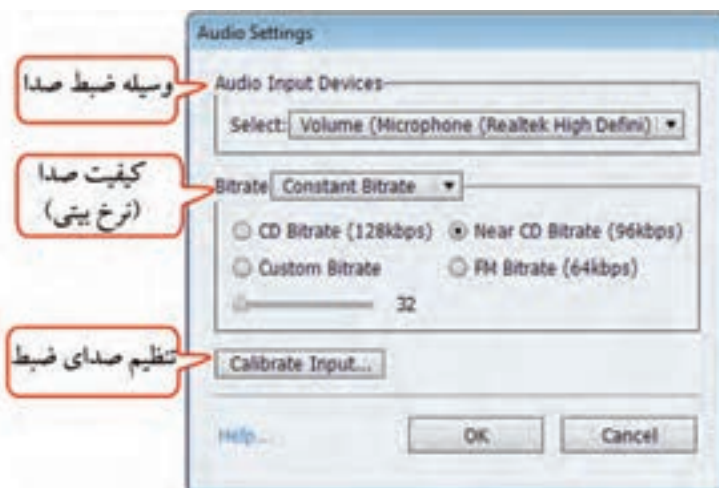 Audio Settings
وسیله ضبط صدا
Audio Input Devices
Select: Volume (Microphone (Realtek High Defini)
کیفیت صدا
(نرخ بیتی)
Bitrate Constant Bitrate
CD Bitrate (128kbps) Near CD Bitrate (96kbps)
Custom Bitrate FM Bitrate (64kbps)
32
تنظیم صدای ضبط
Calibrate Input...
Help... OK Cancel